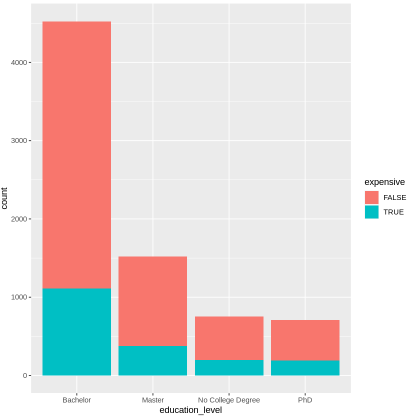 4000
3000
2000
1000
0
count
Bachelor
Master
No College Degree
PhD
education_level
expensive
FALSE
TRUE